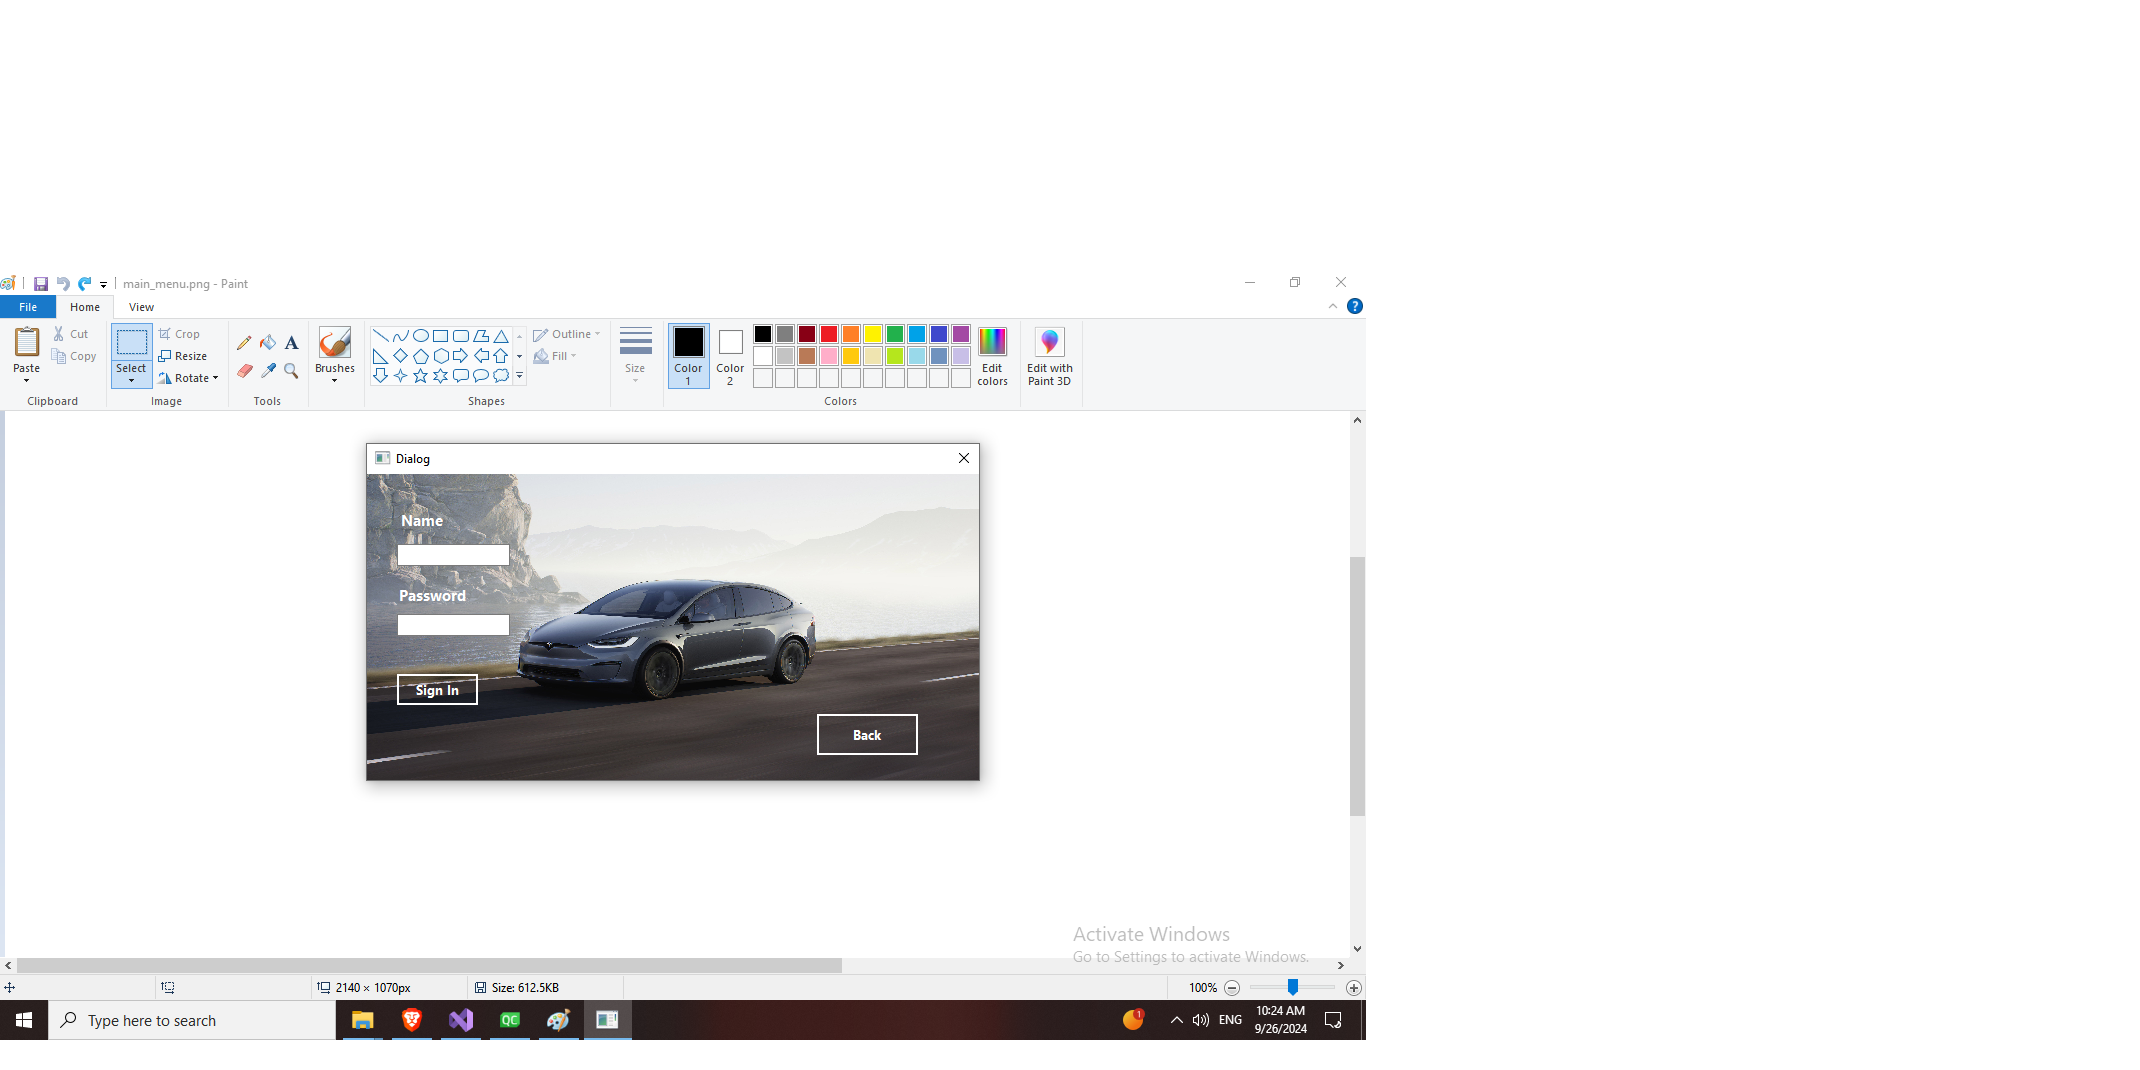 main_menu.png - Paint
File Home View
Paste
Cut
Copy
Clipboard
Select
Crop
Resize
Rotate
Image
A
Tools
Brushes
Outline
Fill
Shapes
Size
Color 1
Color 2
Edit colors
Colors
Edit with Paint 3D
?
Dialog
Name
Password
Sign In
Back
Activate Windows
Go to Settings to activate Windows.
2140 × 1070px
Size: 612.5KB
100%
Type here to search
QC
1
ENG
10:24 AM
9/26/2024